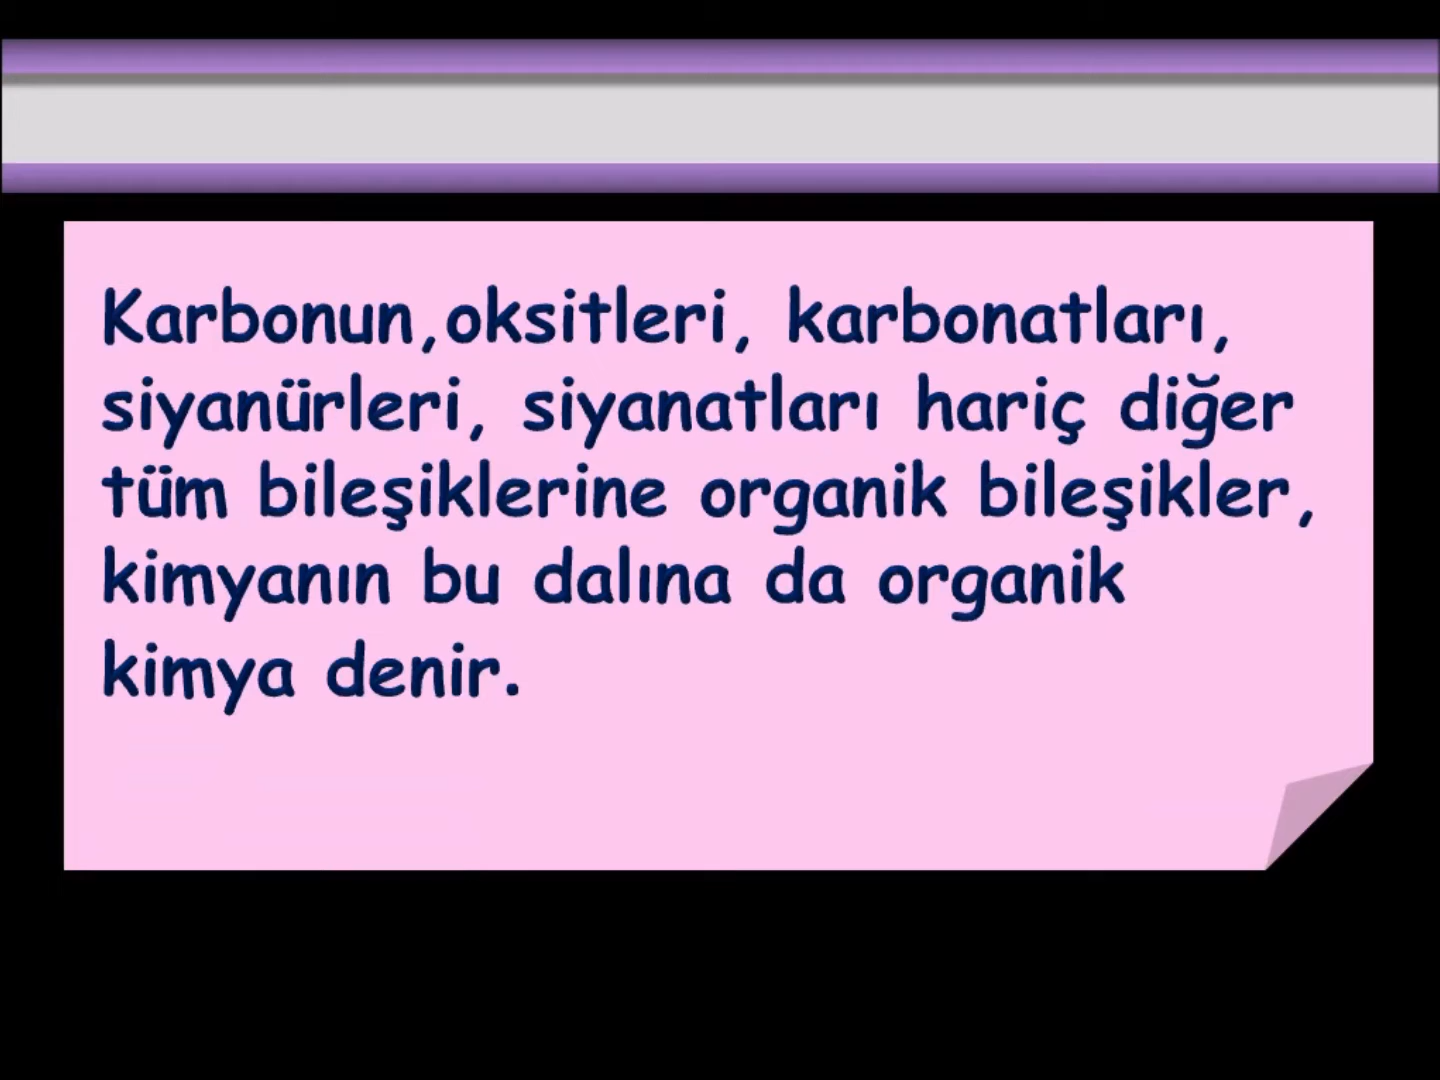 Karbonun,oksitleri, karbonatları,
siyanürleri, siyanatları hariç diğer
tüm bileşiklerine organik bileşikler,
kimyanın bu dalına da organik
kimya denir.